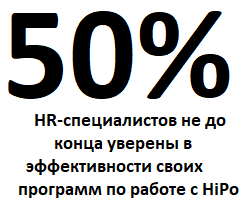 50%
HR-специалистов не до
конца уверены в
эффективности своих
программ по работе с HiPo